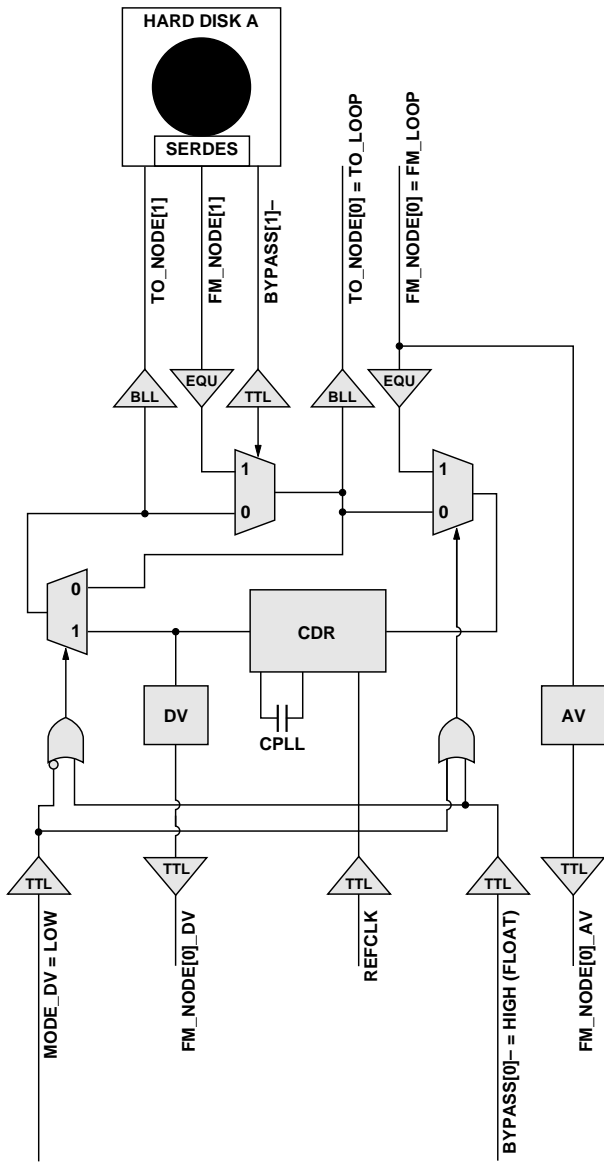 HARD DISK A
SERDES
TO_NODE[1]
FM_NODE[1]
BYPASS[1]–
TO_NODE[0] = TO_LOOP
FM_NODE[0] = FM_LOOP
BLL
EQU
TTL
BLL
EQU
1
0
1
0
0
1
CDR
DV
CPLL
AV
TTL
TTL
TTL
TTL
TTL
MODE_DV = LOW
FM_NODE[0]_DV
REFCLK
BYPASS[0]– = HIGH (FLOAT)
FM_NODE[0]_AV